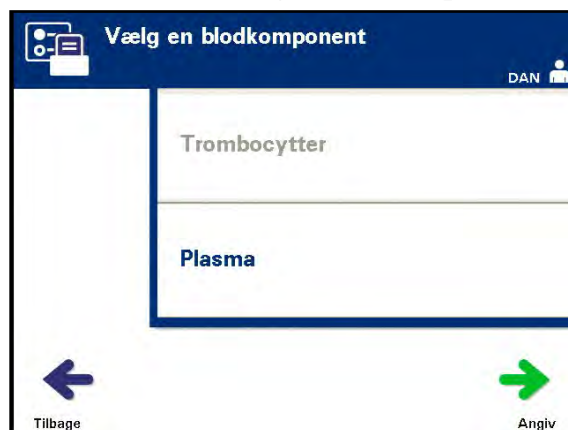 Vælg en blodkomponent
DAN
Trombocytter
Plasma
Tilbage
Angiv